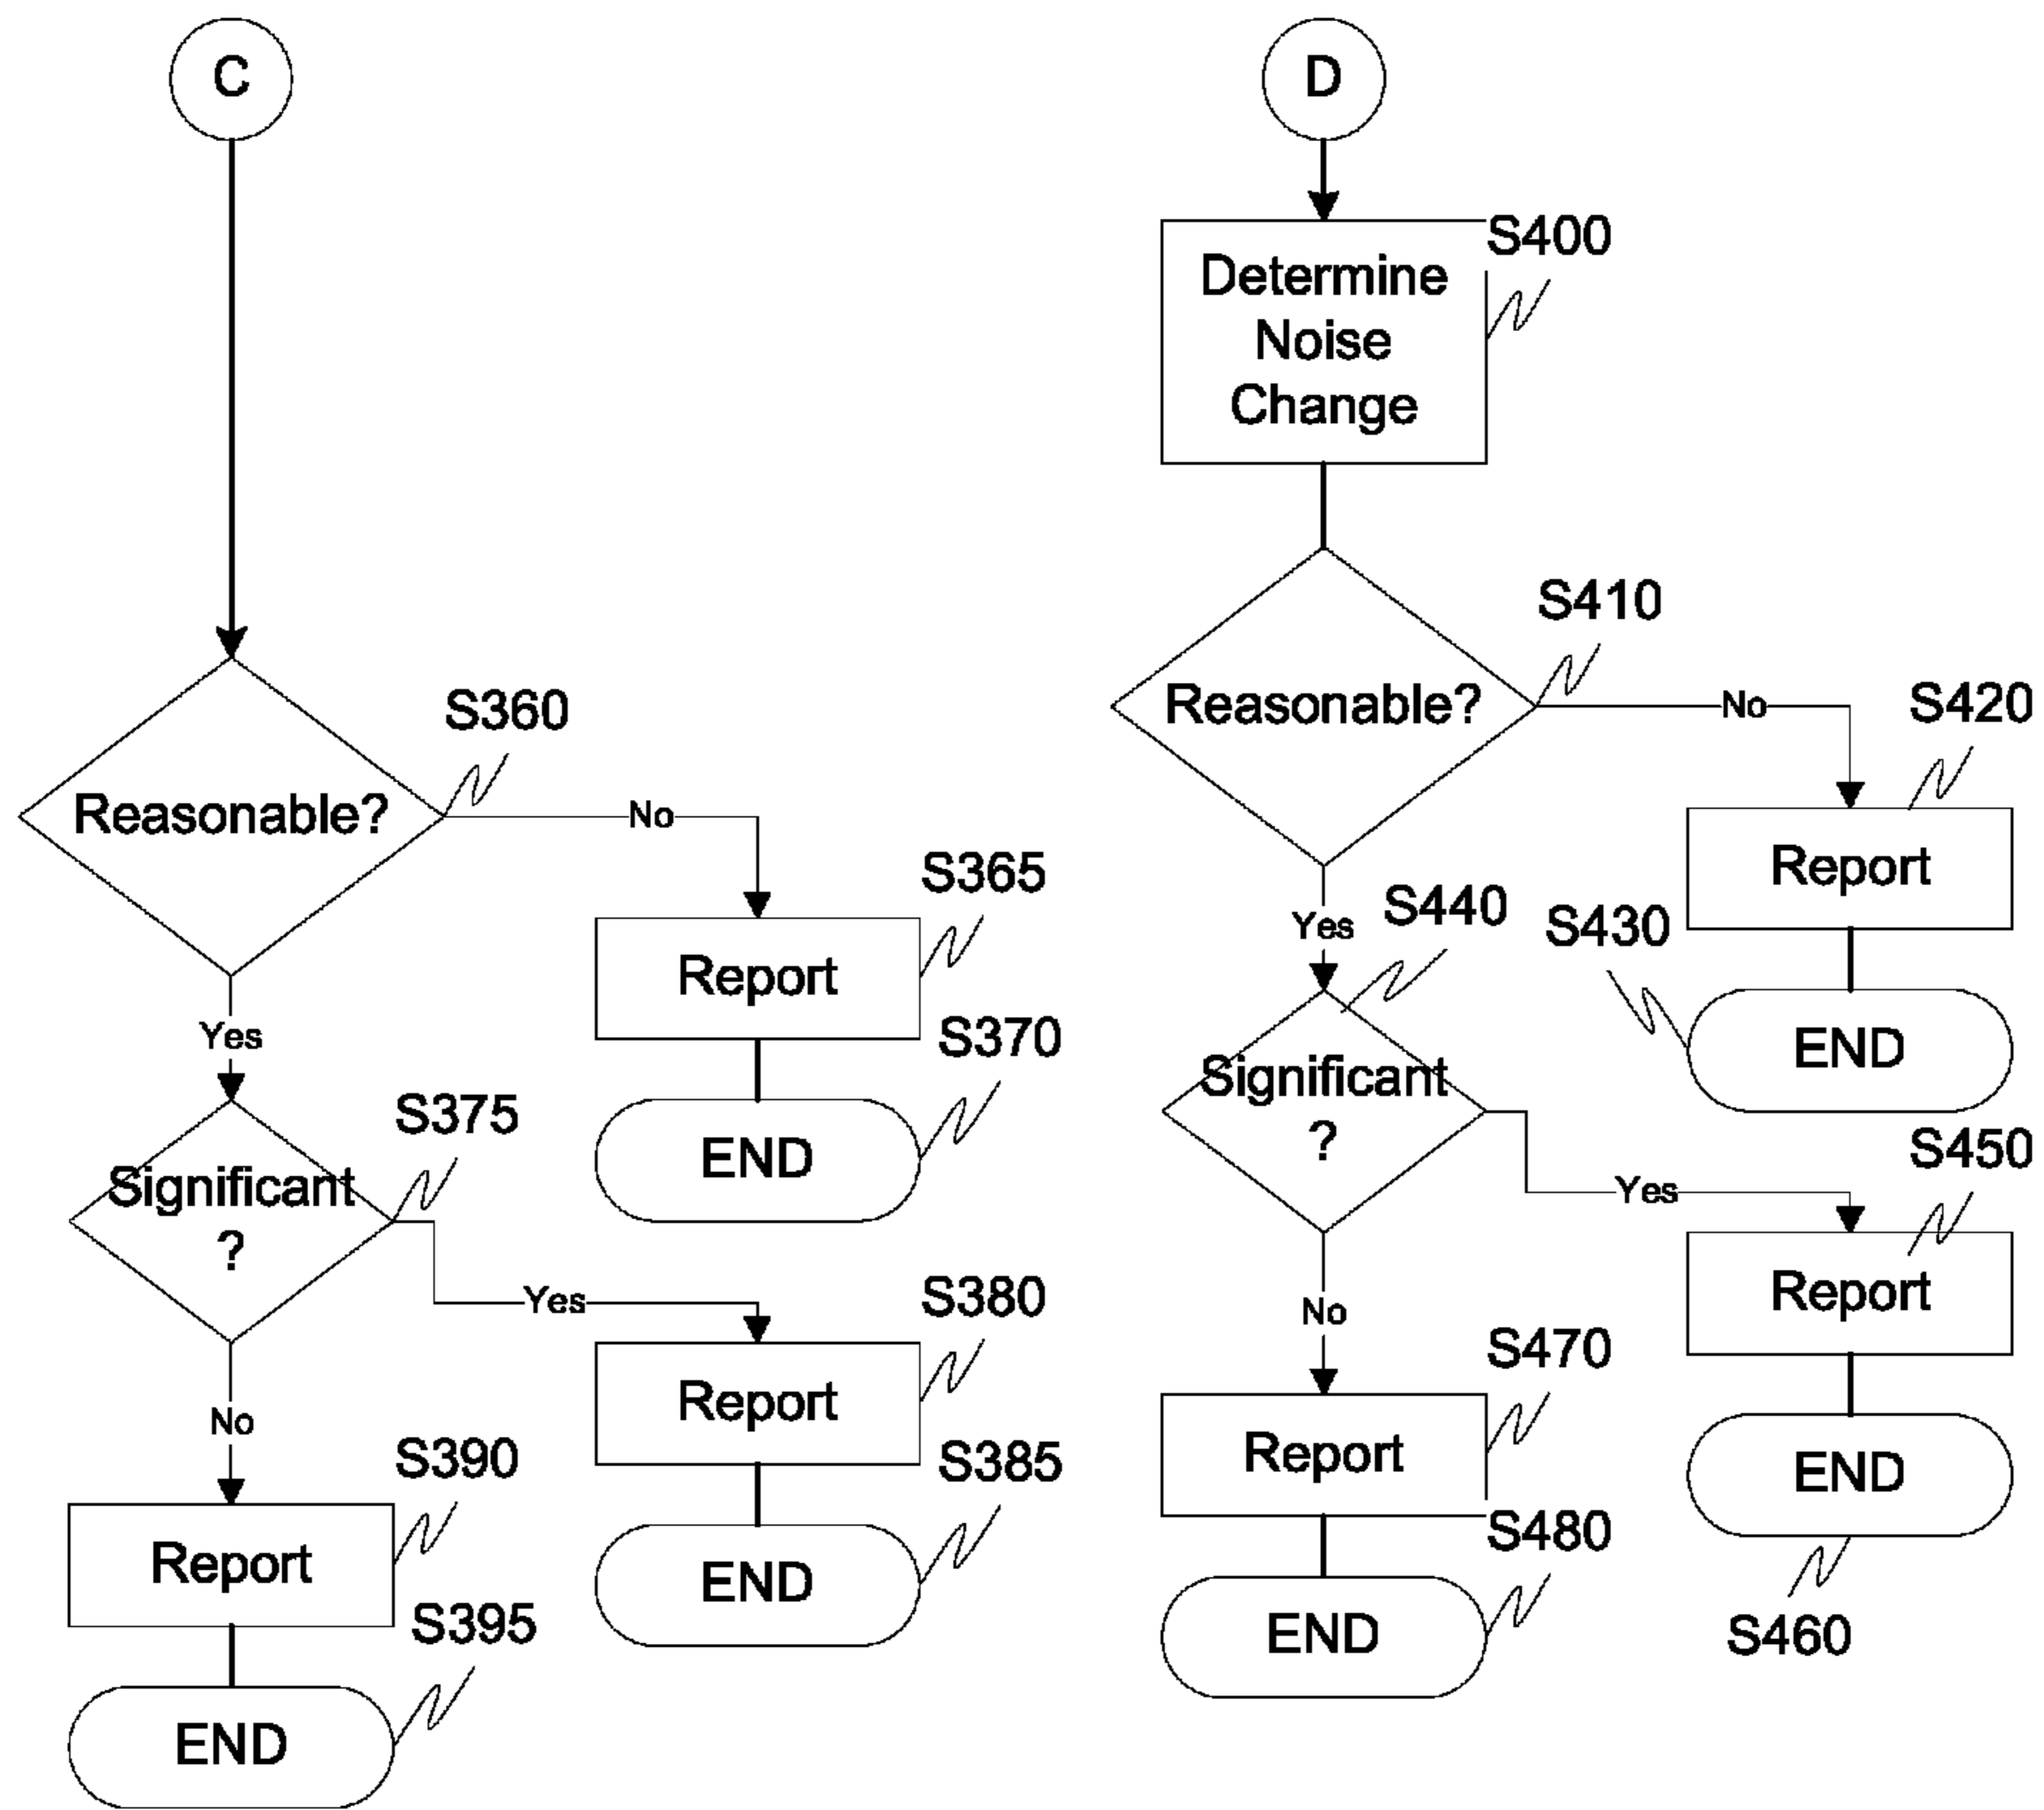 C
S360
Reasonable?
No
S365
Report
S370
END
Yes
S375
Significant
?
Yes
S380
Report
S385
END
No
S390
Report
S395
END
D
S400
Determine
Noise
Change
S410
Reasonable?
No
S420
Report
S430
END
Yes
S440
Significant
?
Yes
S450
Report
END
S460
No
S470
Report
S480
END